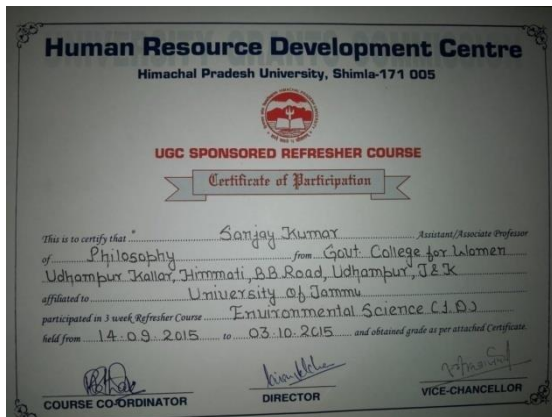 Human Resource Development Centre
Himachal Pradesh University, Shimla-171 005
UGC SPONSORED REFRESHER COURSE
Certificate of Participation
This is to certify that Sanjay Kumar Assistant/Associate Professor
of Philosophy from Govt. College for Women
Udhampur Kallar, Himmati, B.B.Road, Udhampur, J&K
affiliated to University of Jammu
participated in 3 week Refresher Course Environmental Science (I.D)
held from 14.09.2015 to 03.10.2015 and obtained grade as per attached Certificate.
COURSE CO-ORDINATOR DIRECTOR VICE-CHANCELLOR